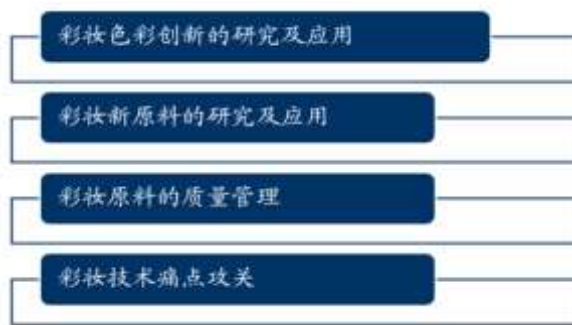 彩妆色彩创新的研究及应用
彩妆新原料的研究及应用
彩妆原料的质量管理
彩妆技术痛点攻关